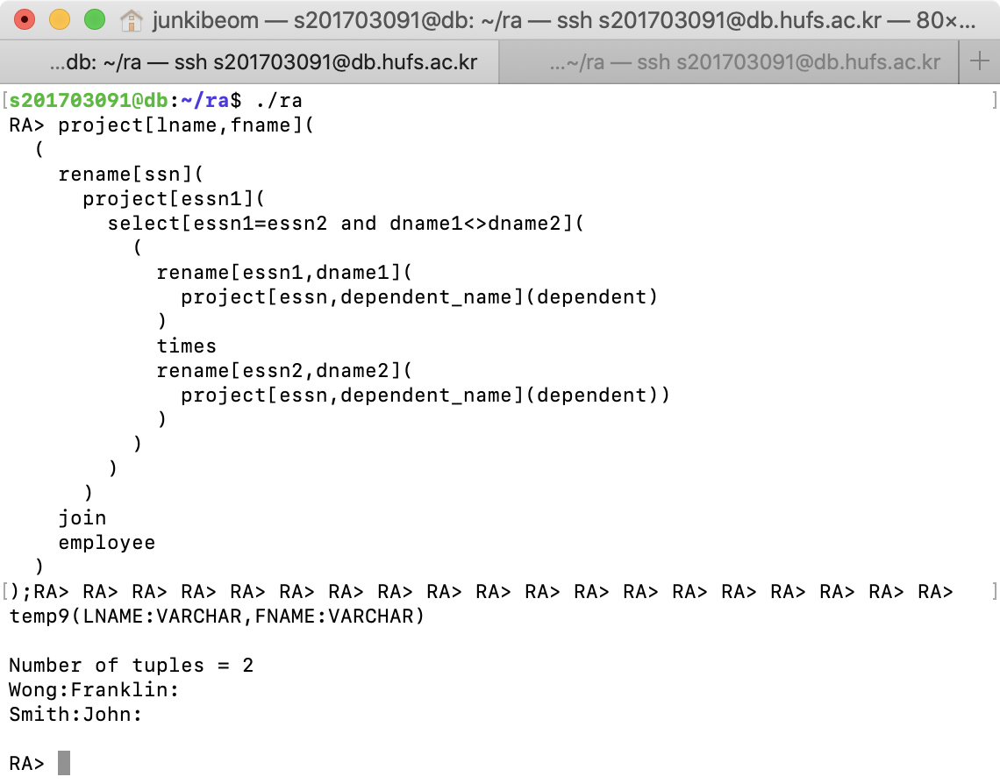 junkibeom — s201703091@db: ~/ra — ssh s201703091@db.hufs.ac.kr — 80×...
...db: ~/ra — ssh s201703091@db.hufs.ac.kr
...~/ra — ssh s201703091@db.hufs.ac.kr
[s201703091@db:~/ra$ ./ra ]
RA> project[lname,fname](
  (
    rename[ssn](
      project[essn1](
        select[essn1=essn2 and dname1<>dname2](
          (
            rename[essn1,dname1](
              project[essn,dependent_name](dependent)
            )
            times
            rename[essn2,dname2](
              project[essn,dependent_name](dependent))
            )
          )
        )
      )
    join
    employee
  )
[);RA> RA> RA> RA> RA> RA> RA> RA> RA> RA> RA> RA> RA> RA> RA> RA> RA> RA> RA> ]
temp9(LNAME:VARCHAR,FNAME:VARCHAR)
Number of tuples = 2
Wong:Franklin:
Smith:John:
RA>